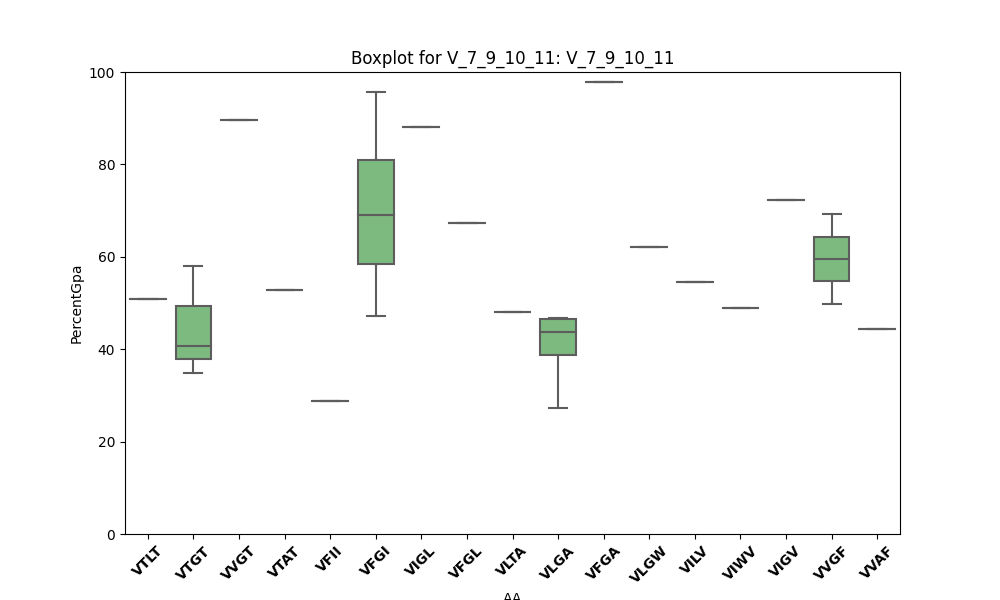 Boxplot for V_7_9_10_11: V_7_9_10_11
PercentGpa
100
80
60
40
20
0
VTLT
VTGT
VVGT
VTAT
VFII
VFGI
VIGL
VFGL
VLTA
VLGA
VFGA
VLGW
VILV
VIWV
VIGV
VVGF
VVAF
AA